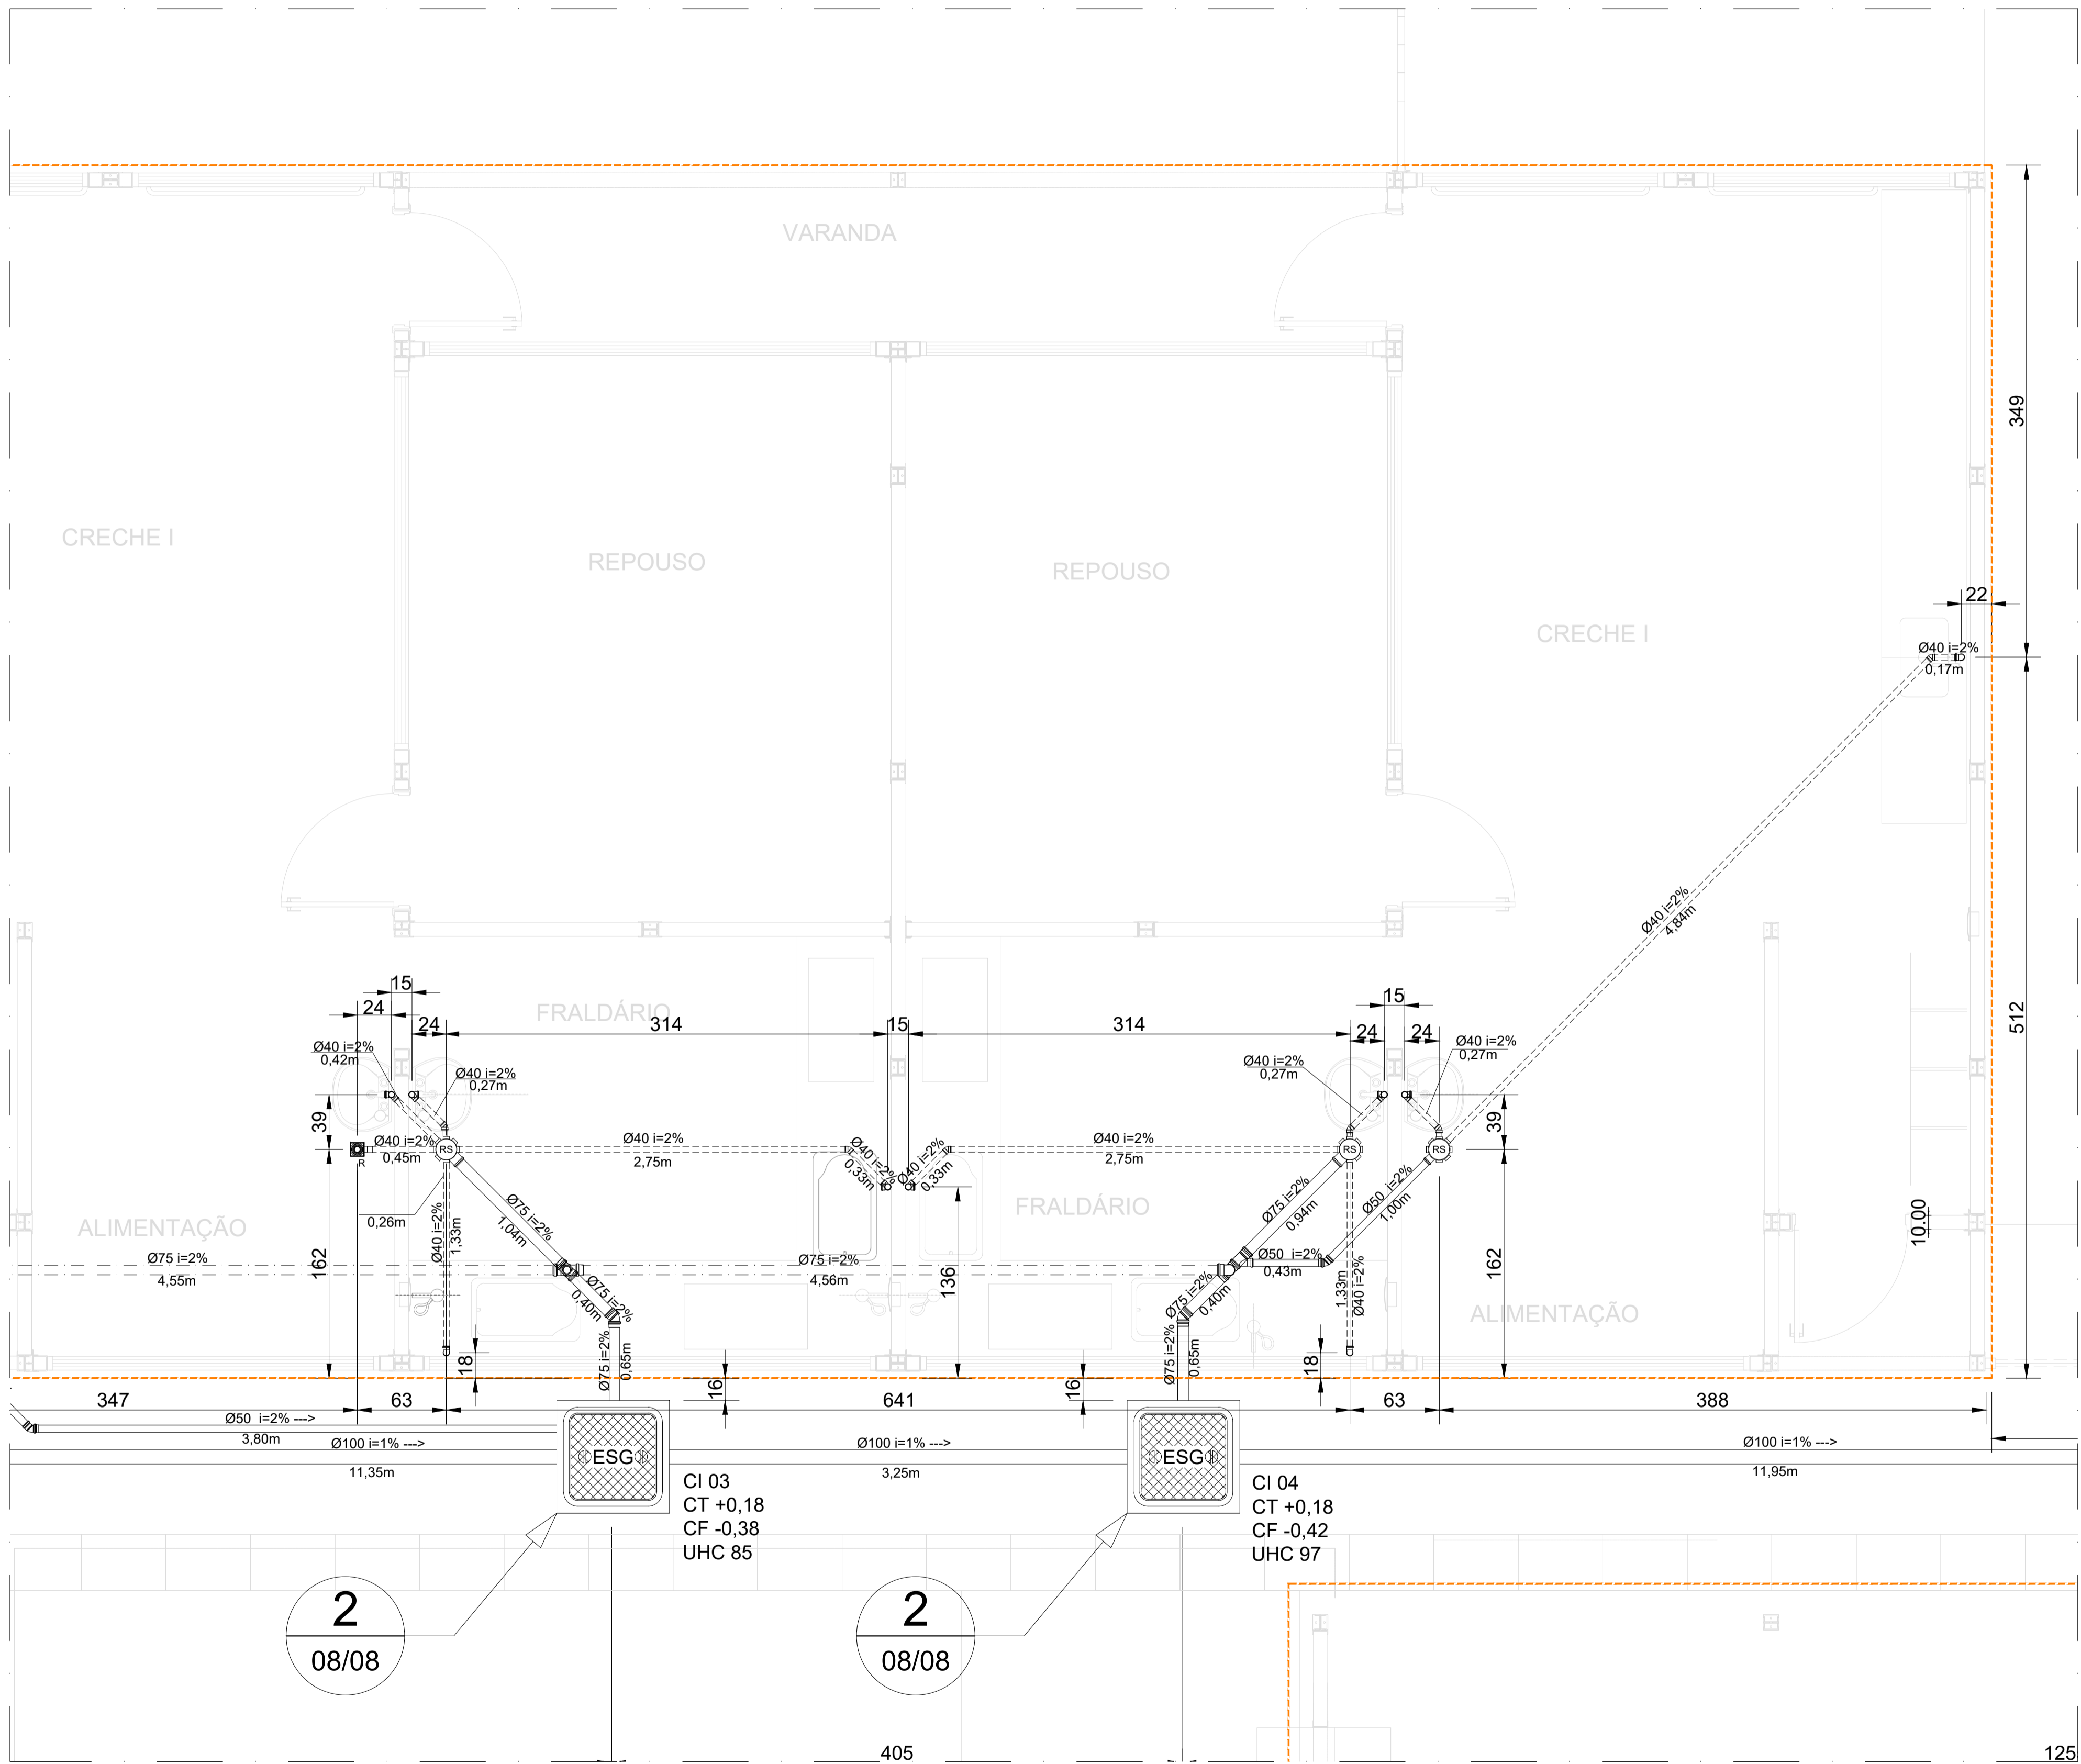 VARANDA
349
CRECHE I
REPOUSO
REPOUSO
22
CRECHE I
Ø40 i=2%
0,17m
Ø40 i=2%
4,84m
15
24
24
FRALDÁRIO
314
15
314
15
24
24
512
Ø40 i=2%
0,42m
Ø40 i=2%
0,27m
Ø40 i=2%
0,27m
Ø40 i=2%
0,27m
39
39
Ø40 i=2%
0,45m
R
RS
Ø40 i=2%
2,75m
Ø40 i=2%
0,33m
Ø40 i=2%
0,33m
Ø40 i=2%
2,75m
RS
RS
0,26m
Ø40 i=2%
1,33m
Ø75 i=2%
1,04m
FRALDÁRIO
Ø75 i=2%
0,94m
Ø50 i=2%
1,00m
10.00
ALIMENTAÇÃO
Ø75 i=2%
4,55m
162
Ø75 i=2%
4,56m
136
Ø50 i=2%
0,43m
162
Ø75 i=2%
0,40m
Ø75 i=2%
0,40m
1,33m
Ø40 i=2%
ALIMENTAÇÃO
18
Ø75 i=2%
0,65m
16
16
Ø75 i=2%
0,65m
18
347
63
641
63
388
Ø50 i=2% --->
3,80m
Ø100 i=1% --->
11,35m
Ø100 i=1% --->
3,25m
Ø100 i=1% --->
11,95m
ESG
ESG
CI 03
CT +0,18
CF -0,38
UHC 85
CI 04
CT +0,18
CF -0,42
UHC 97
2
08/08
2
08/08
405
125